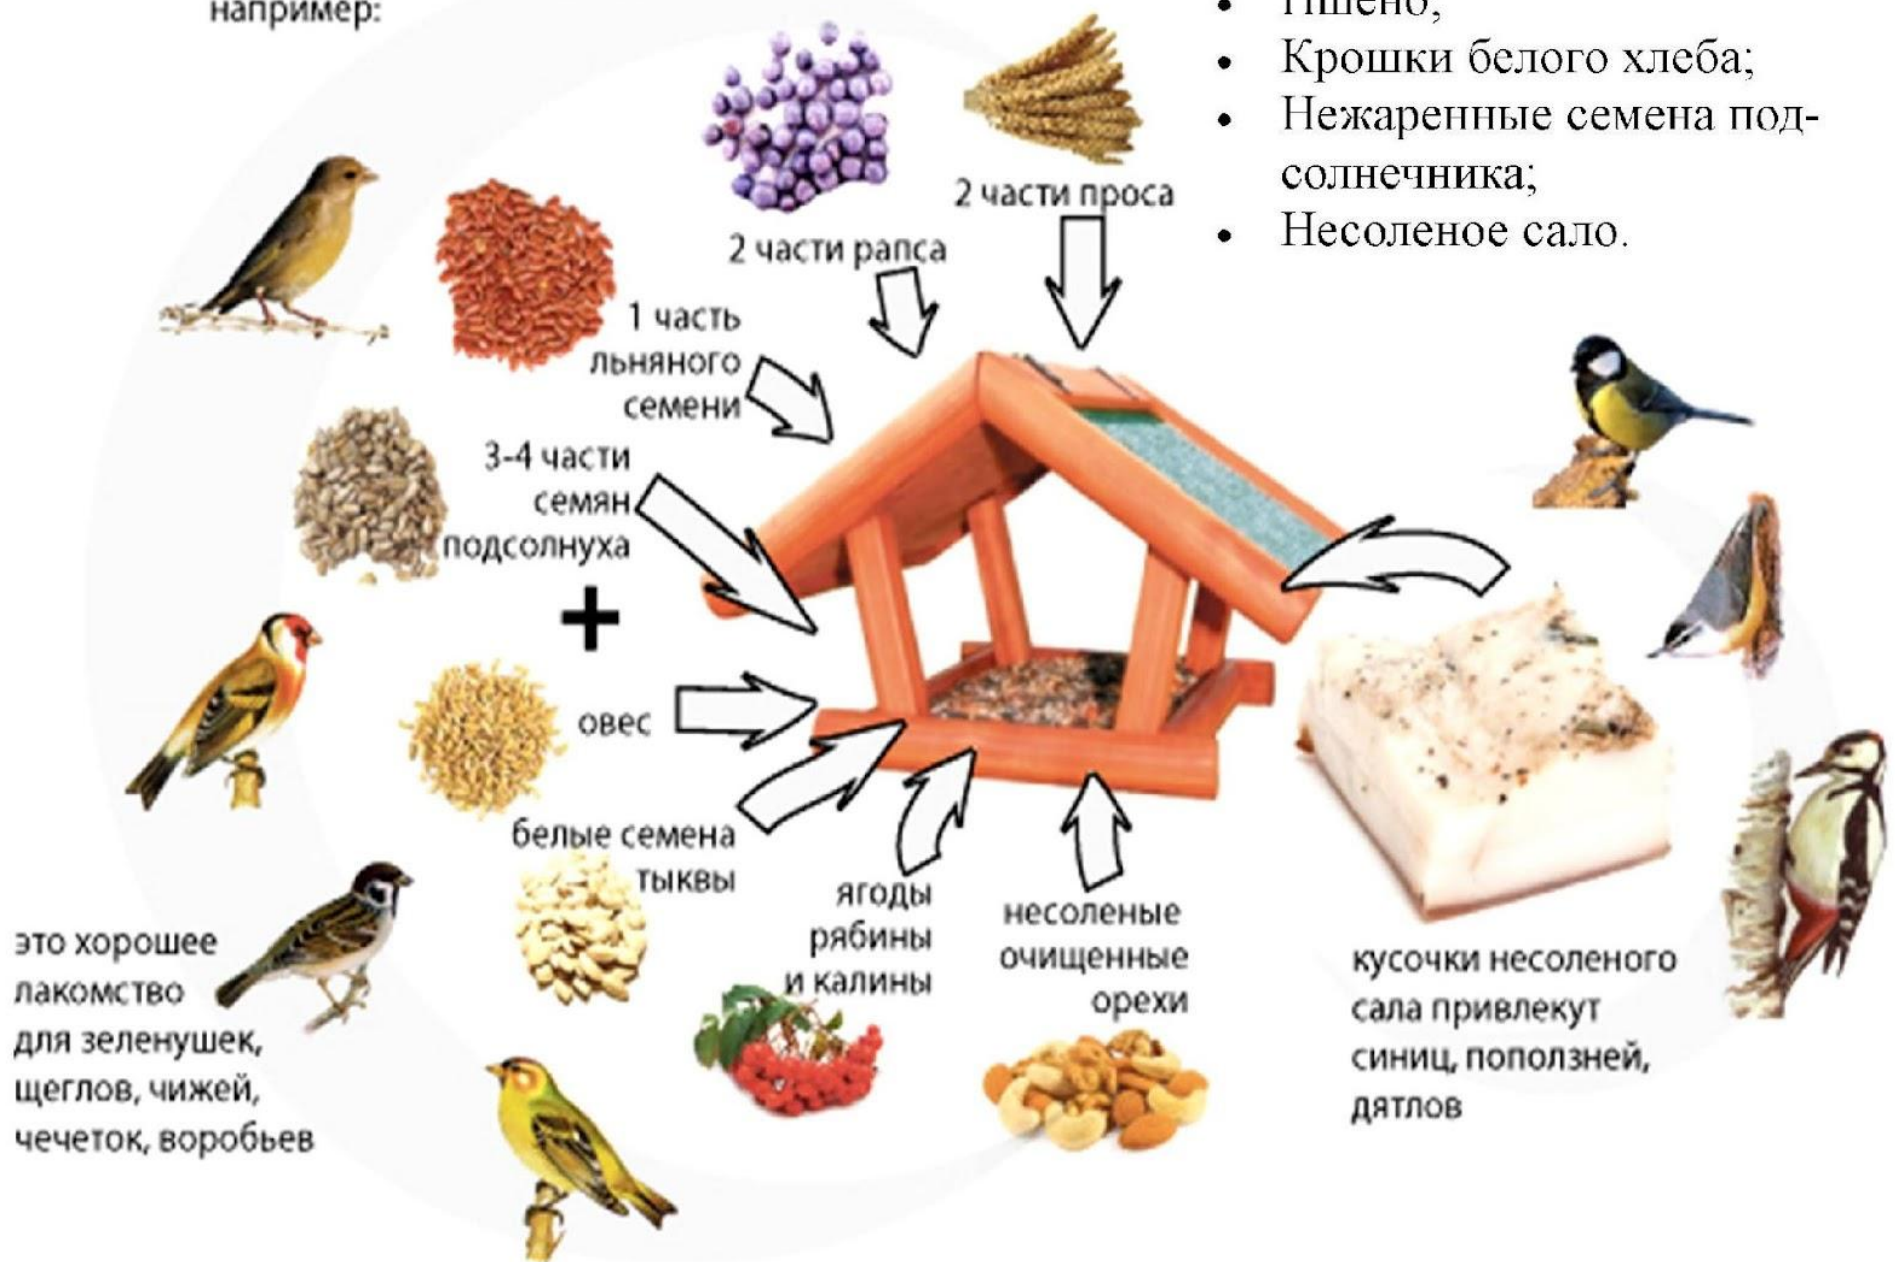 например:
Пшено;
Крошки белого хлеба;
Нежаренные семена под-
солнечника;
Несоленое сало.
2 части проса
2 части рапса
1 часть
льняного
семени
3-4 части
семян
подсолнуха
+
овес
белые семена
тыквы
ягоды
рябины
и калины
несоленые
очищенные
орехи
это хорошее
лакомство
для зеленушек,
щеглов, чижей,
чечеток, воробьев
кусочки несоленого
сала привлекут
синиц, поползней,
дятлов